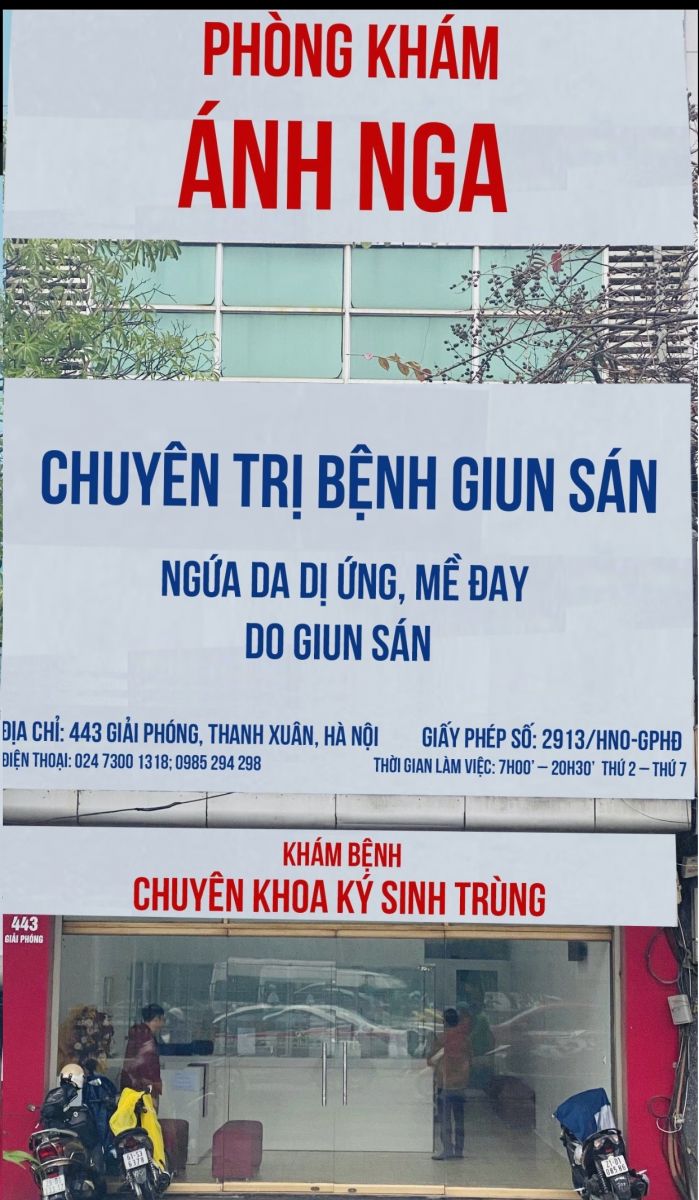 PHÒNG KHÁM
ÁNH NGA
CHUYÊN TRỊ BỆNH GIUN SÁN
NGỨA DA DỊ ỨNG, MỀ ĐAY
DO GIUN SÁN
ĐỊA CHỈ: 443 GIẢI PHÓNG, THANH XUÂN, HÀ NỘI GIẤY PHÉP SỐ: 2913/HNO-GPHĐ
ĐIỆN THOẠI: 024 7300 1318; 0985 294 298 THỜI GIAN LÀM VIỆC: 7H00' – 20H30' THỨ 2 – THỨ 7
KHÁM BỆNH
CHUYÊN KHOA KÝ SINH TRÙNG
443
GIẢI PHÓNG